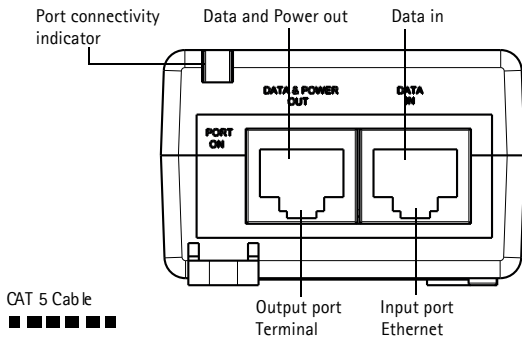 Port connectivity
indicator
Data and Power out
Data in
DATA & POWER
OUT
DATA
IN
PORT
ON
CAT 5 Cable
Output port
Terminal
Input port
Ethernet